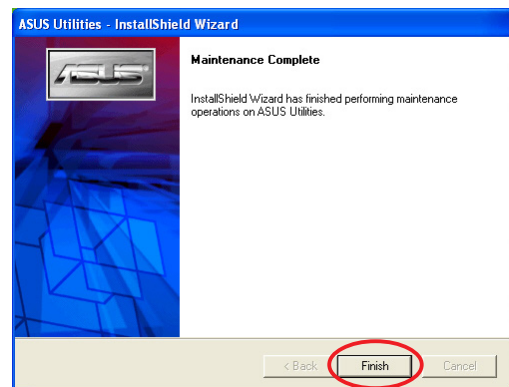 ASUS Utilities - InstallShield Wizard
ASUS
Maintenance Complete
InstallShield Wizard has finished performing maintenance
operations on ASUS Utilities.
< Back
Finish
Cancel